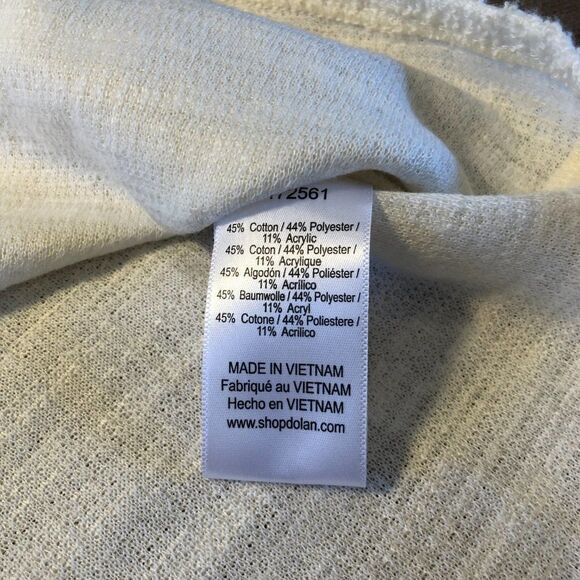 72561
45% Cotton / 44% Polyester /
11% Acrylic
45% Coton / 44% Polyester /
11% Acrylique
45% Algodón / 44% Poliéster /
11% Acrílico
45% Baumwolle / 44% Polyester /
11% Acryl
45% Cotone / 44% Poliestere /
11% Acrilico
MADE IN VIETNAM
Fabriqué au VIETNAM
Hecho en VIETNAM
www.shopdolan.com